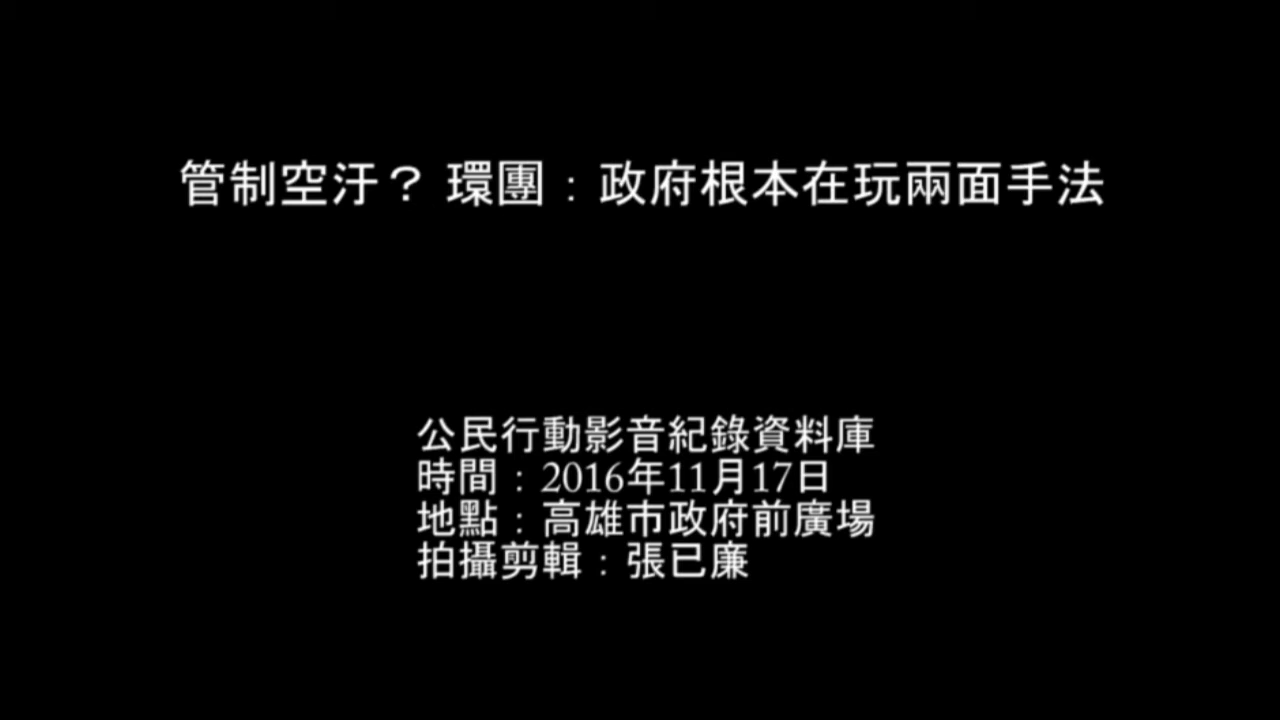 管制空汙？ 環團：政府根本在玩兩面手法
公民行動影音紀錄資料庫
時間：2016年11月17日
地點：高雄市政府前廣場
拍攝剪輯：張已廉